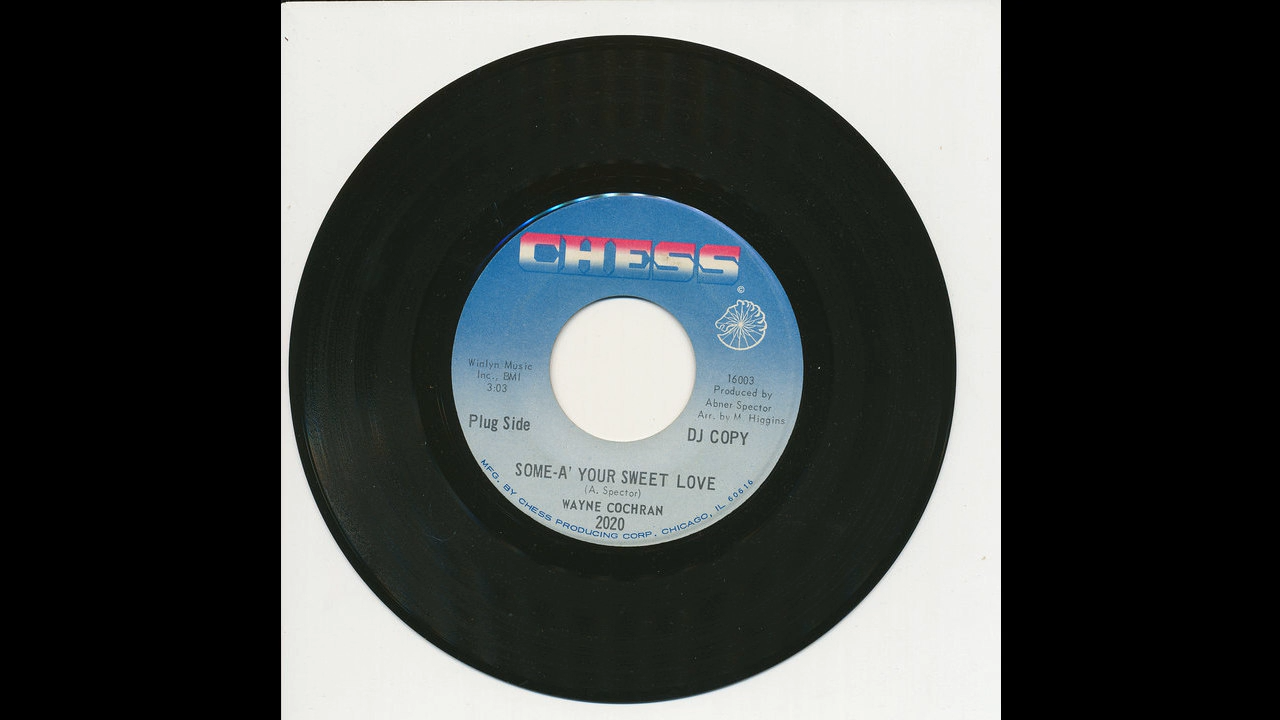 CHESS
©
Winlyn Music
Inc., BMI
3:03
Plug Side
16003
Produced by
Abner Spector
Arr. by M. Higgins
DJ COPY
SOME-A' YOUR SWEET LOVE
(A. Spector)
WAYNE COCHRAN
2020
MFG. BY CHESS PRODUCING CORP., CHICAGO, IL 60616